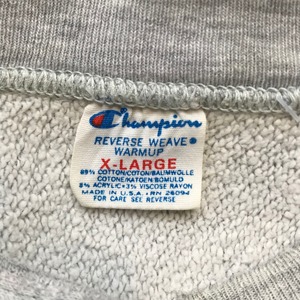 Champion
REVERSE WEAVE®
WARMUP
X-LARGE
89% COTTON/COTON/BAUMWOLLE
COTONE/KATOEN/BOMULD
8% ACRYLIC•3% VISCOSE RAYON
MADE IN U.S.A. • RN 26094
FOR CARE SEE REVERSE